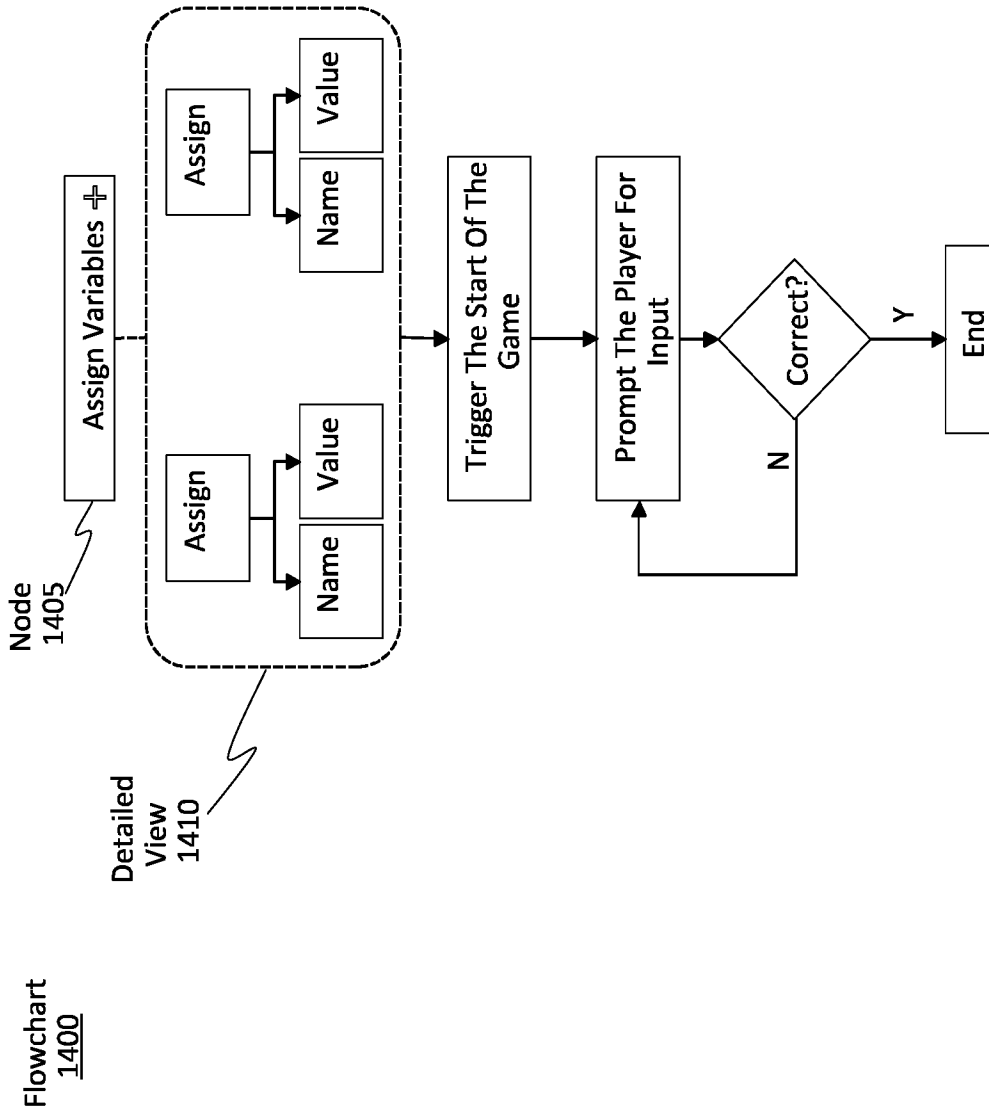 Flowchart
1400
Node
1405
Detailed
View
1410
Assign Variables
Assign
Name
Value
Assign
Name
Value
Trigger The Start Of The
Game
Prompt The Player For
Input
Correct?
N
Y
End